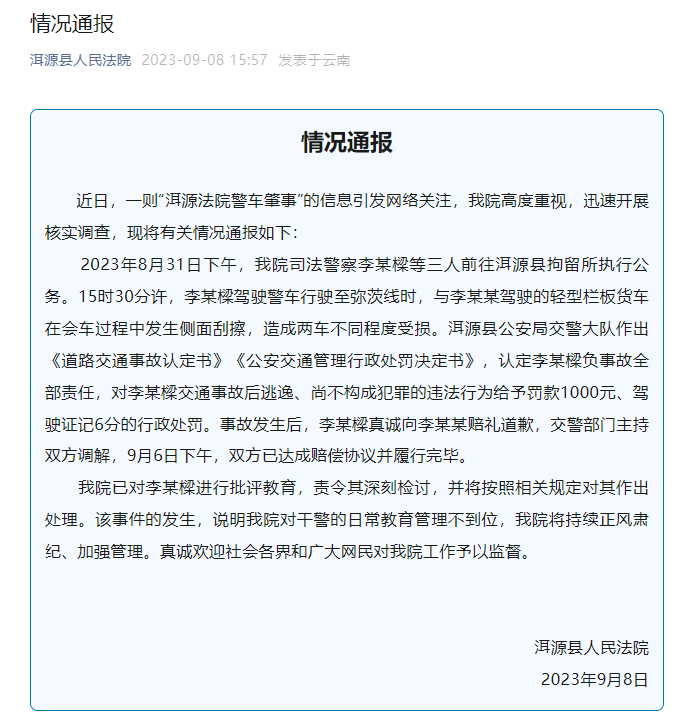 情况通报
洱源县人民法院 2023-09-08 15:57 发表于云南
情况通报
近日，一则“洱源法院警车肇事”的信息引发网络关注，我院高度重视，迅速开展
核实调查，现将有关情况通报如下：
2023年8月31日下午，我院司法警察李某樑等三人前往洱源县拘留所执行公
务。15时30分许，李某樑驾驶警车行驶至弥茨线时，与李某某驾驶的轻型栏板货车
在会车过程中发生侧面刮擦，造成两车不同程度受损。洱源县公安局交警大队作出
《道路交通事故认定书》《公安交通管理行政处罚决定书》，认定李某樑负事故全
部责任，对李某樑交通事故后逃逸、尚不构成犯罪的违法行为给予罚款1000元、驾
驶证记6分的行政处罚。事故发生后，李某樑真诚向李某某赔礼道歉，交警部门主持
双方调解，9月6日下午，双方已达成赔偿协议并履行完毕。
我院已对李某樑进行批评教育，责令其深刻检讨，并将按照相关规定对其作出
处理。该事件的发生，说明我院对干警的日常教育管理不到位，我院将持续正风肃
纪、加强管理。真诚欢迎社会各界和广大网民对我院工作予以监督。
洱源县人民法院
2023年9月8日